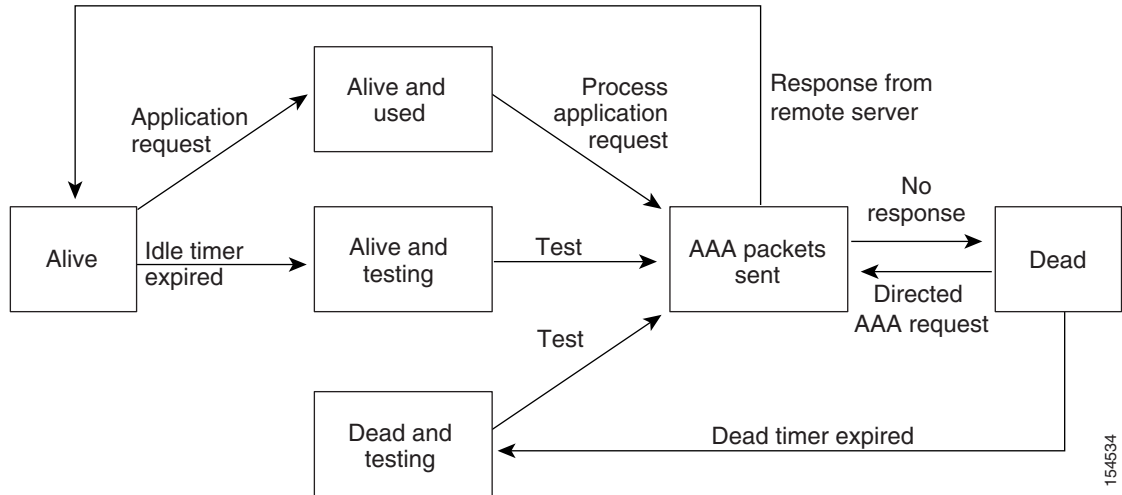 Alive and
used
Application
request
Process
application
request
Response from
remote server
Alive
Idle timer
expired
Alive and
testing
Test
AAA packets
sent
No
response
Directed
AAA request
Dead
Test
Dead and
testing
Dead timer expired
154534